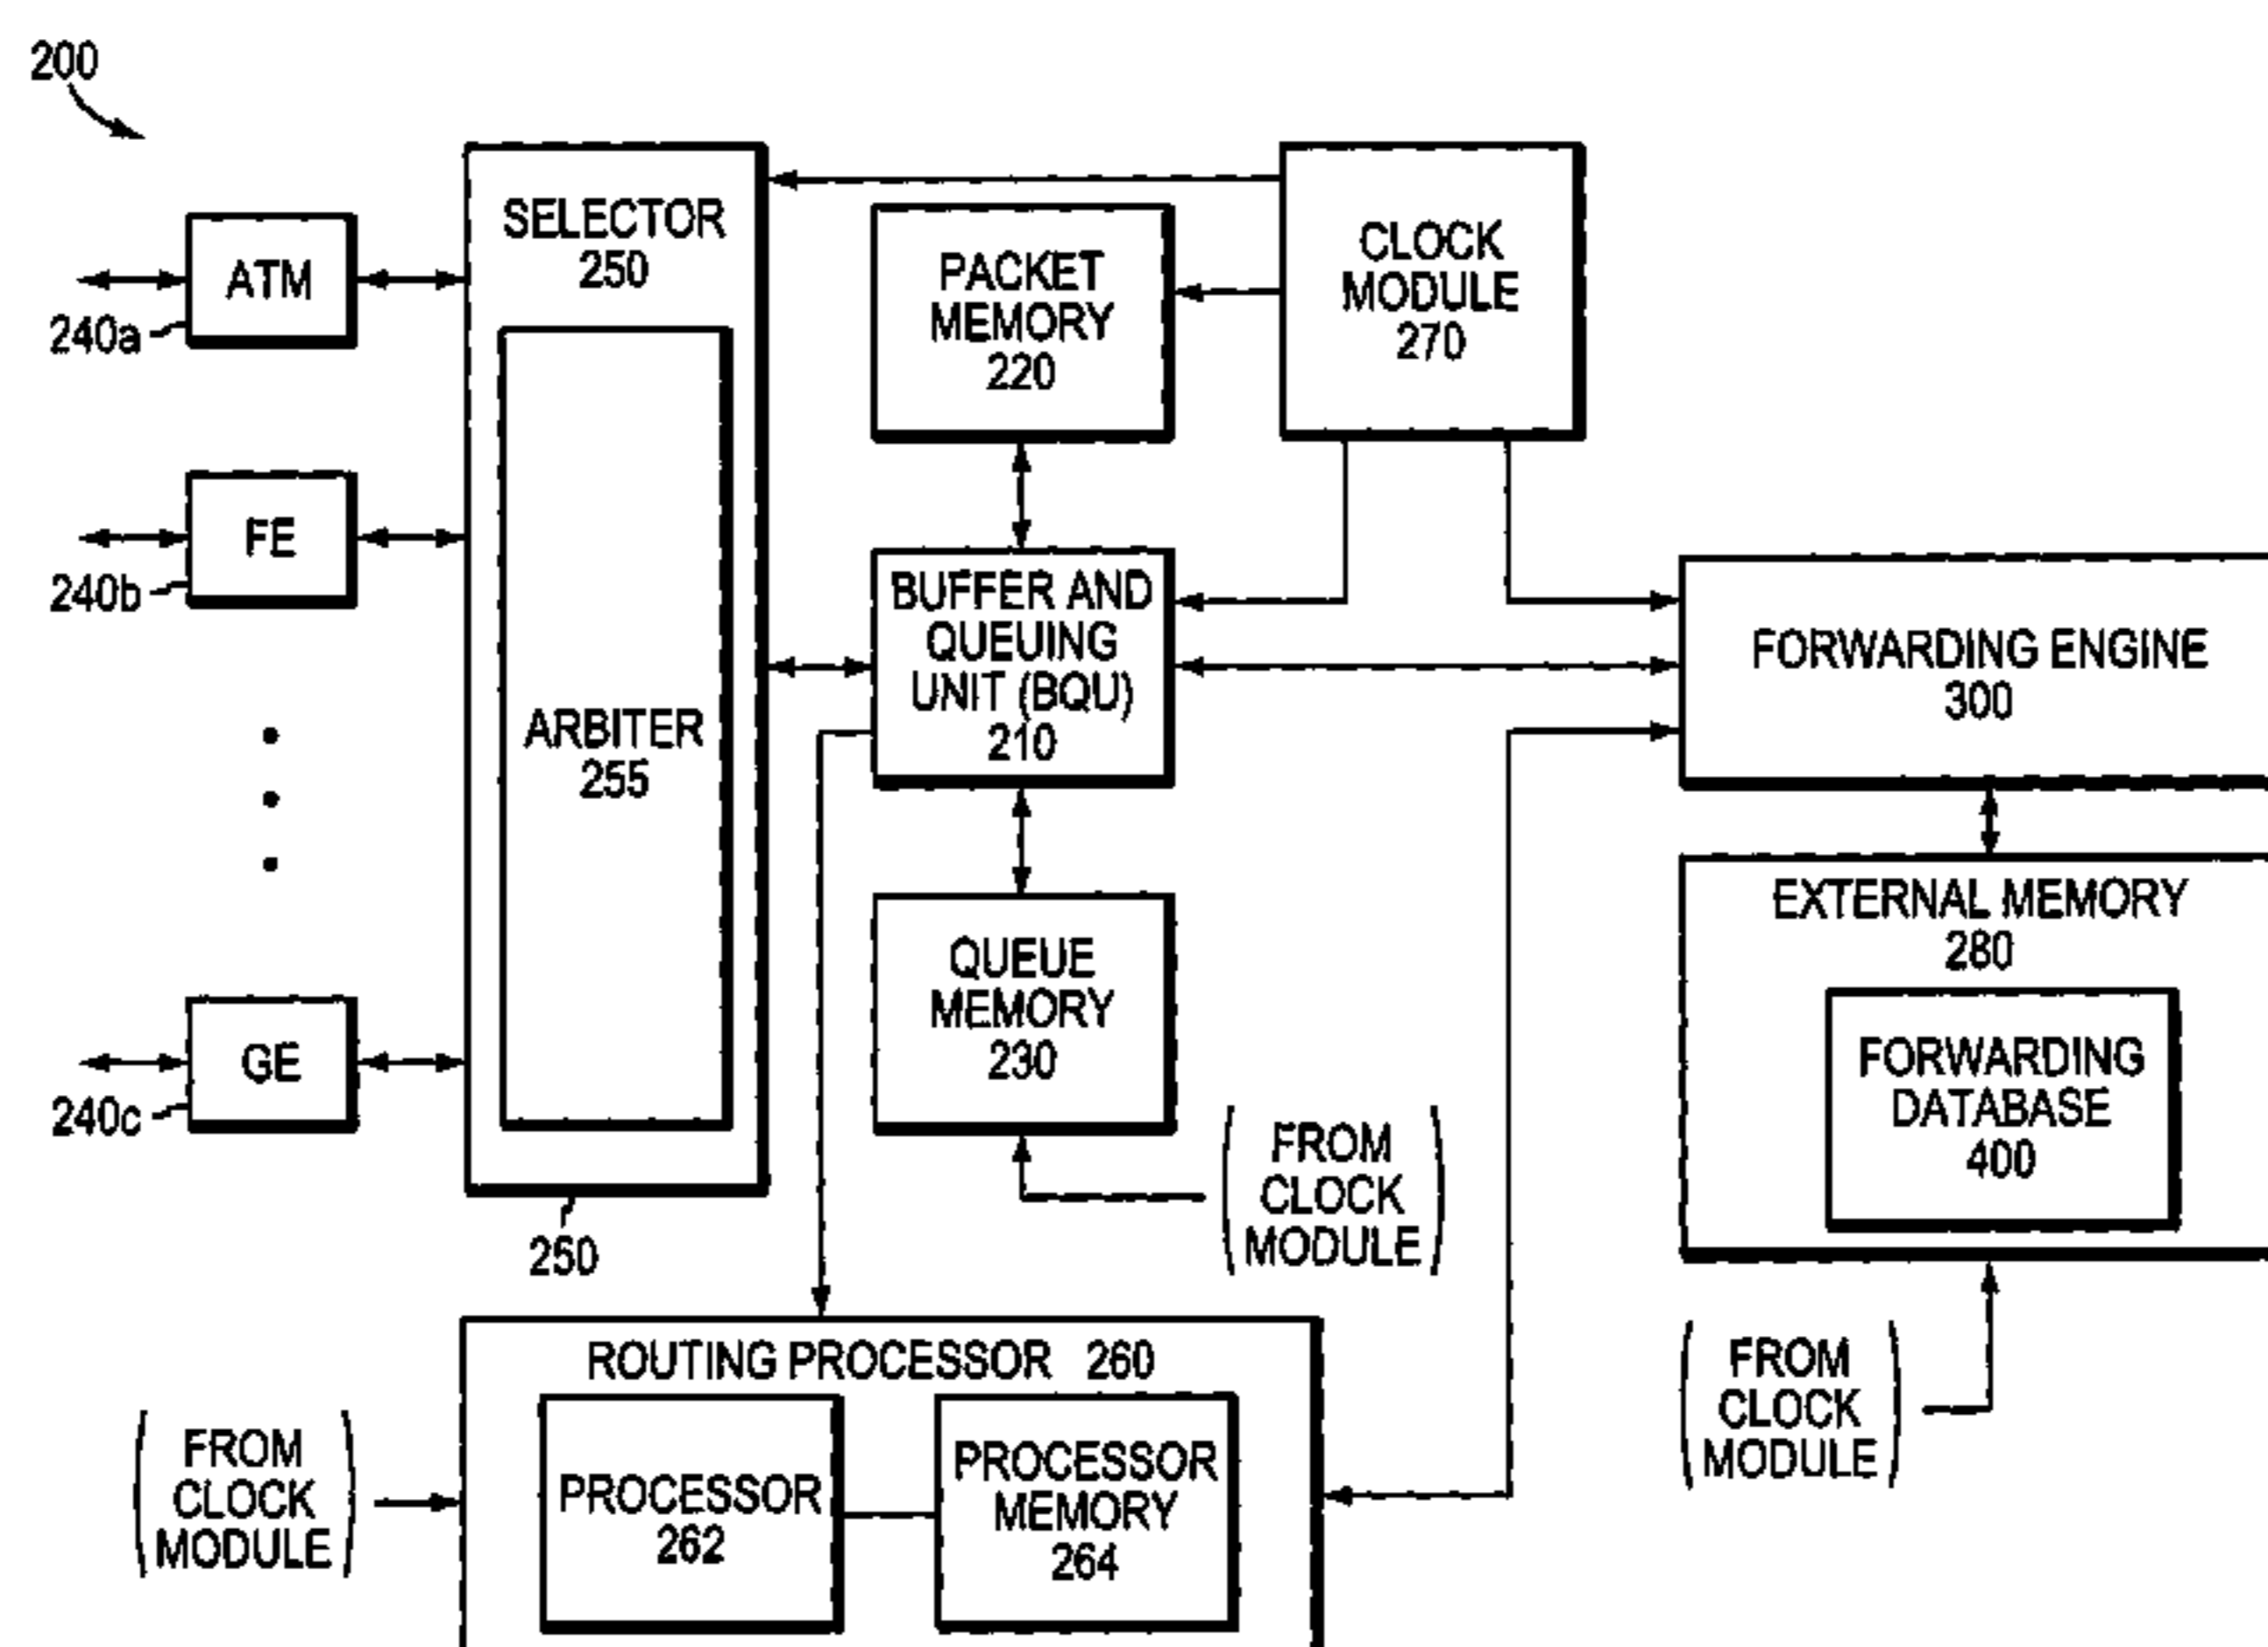 200
ATM
240a
FE
240b
GE
240c
SELECTOR
250
ARBITER
255
250
PACKET
MEMORY
220
CLOCK
MODULE
270
BUFFER AND
QUEUING
UNIT (BQU)
210
FORWARDING ENGINE
300
QUEUE
MEMORY
230
(FROM
CLOCK
MODULE)
EXTERNAL MEMORY
280
FORWARDING
DATABASE
400
(FROM
CLOCK
MODULE)
ROUTING PROCESSOR 260
(FROM
CLOCK
MODULE)
PROCESSOR
262
PROCESSOR
MEMORY
264